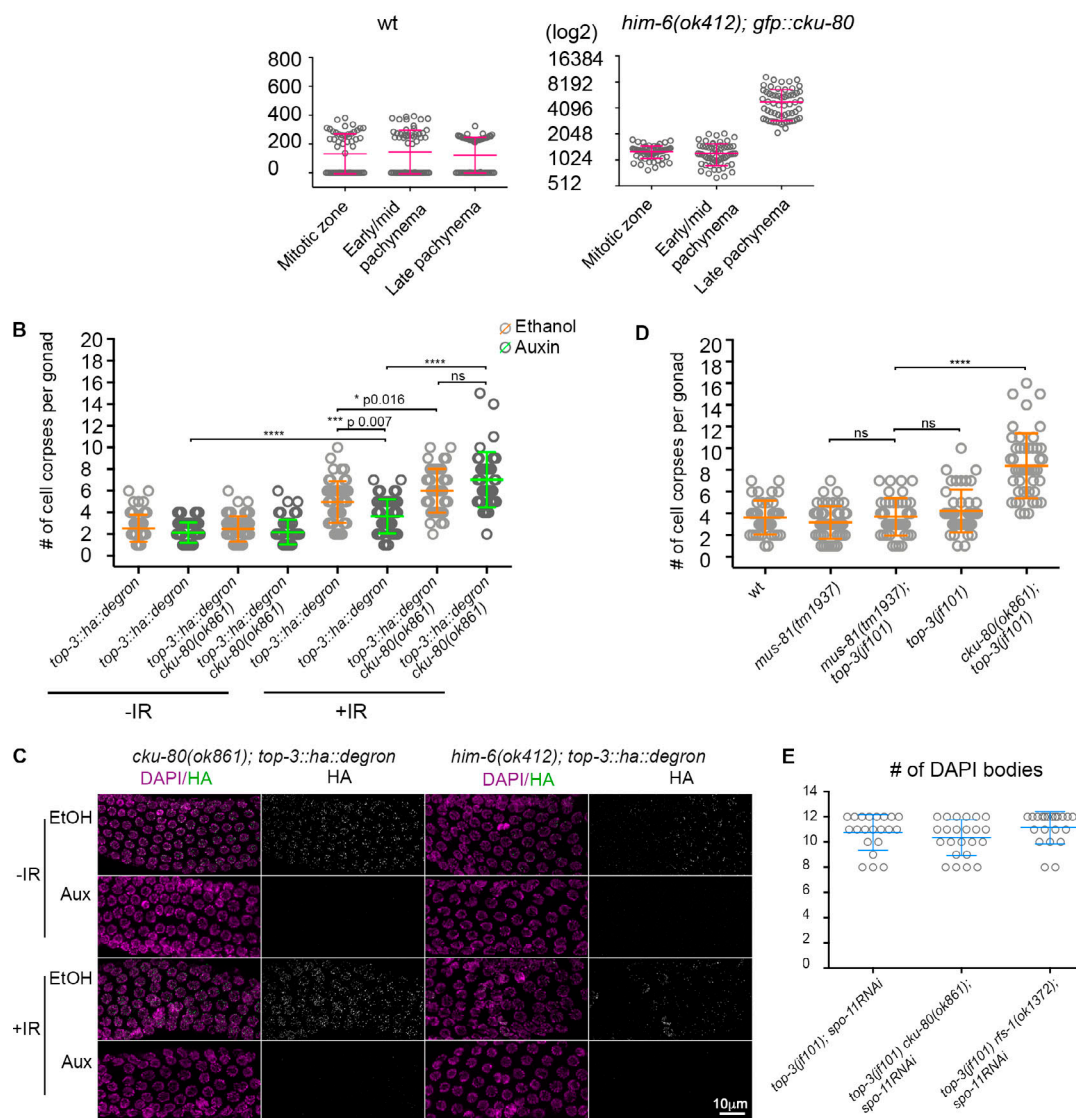 wt
him-6(ok412); gfp::cku-80
(log2)
800
600
400
200
0
16384
8192
4096
2048
1024
512
Mitotic zone
Early/mid
pachynema
Late pachynema
Mitotic zone
Early/mid
pachynema
Late pachynema
B
# of cell corpses per gonad
20
18
16
14
12
10
8
6
4
2
0
Ethanol
Auxin
****
ns
* p0.016
*** p 0.007
****
top-3::ha::degron
top-3::ha::degron
top-3::ha::degron
cku-80(ok861)
top-3::ha::degron
cku-80(ok861)
top-3::ha::degron
top-3::ha::degron
top-3::ha::degron
cku-80(ok861)
top-3::ha::degron
cku-80(ok861)
-IR
+IR
D
# of cell corpses per gonad
20
18
16
14
12
10
8
6
4
2
0
****
ns
ns
wt
mus-81(tm1937)
mus-81(tm1937);
top-3(jf101)
top-3(jf101)
cku-80(ok861);
top-3(jf101)
C
cku-80(ok861); top-3::ha::degron
him-6(ok412); top-3::ha::degron
DAPI/HA
HA
DAPI/HA
HA
-IR
EtOH
Aux
+IR
EtOH
Aux
10μm
E
# of DAPI bodies
14
12
10
8
6
4
2
0
top-3(jf101); spo-11RNAi
top-3(jf101) cku-80(ok861);
spo-11RNAi
top-3(jf101) rfs-1(ok1372);
spo-11RNAi